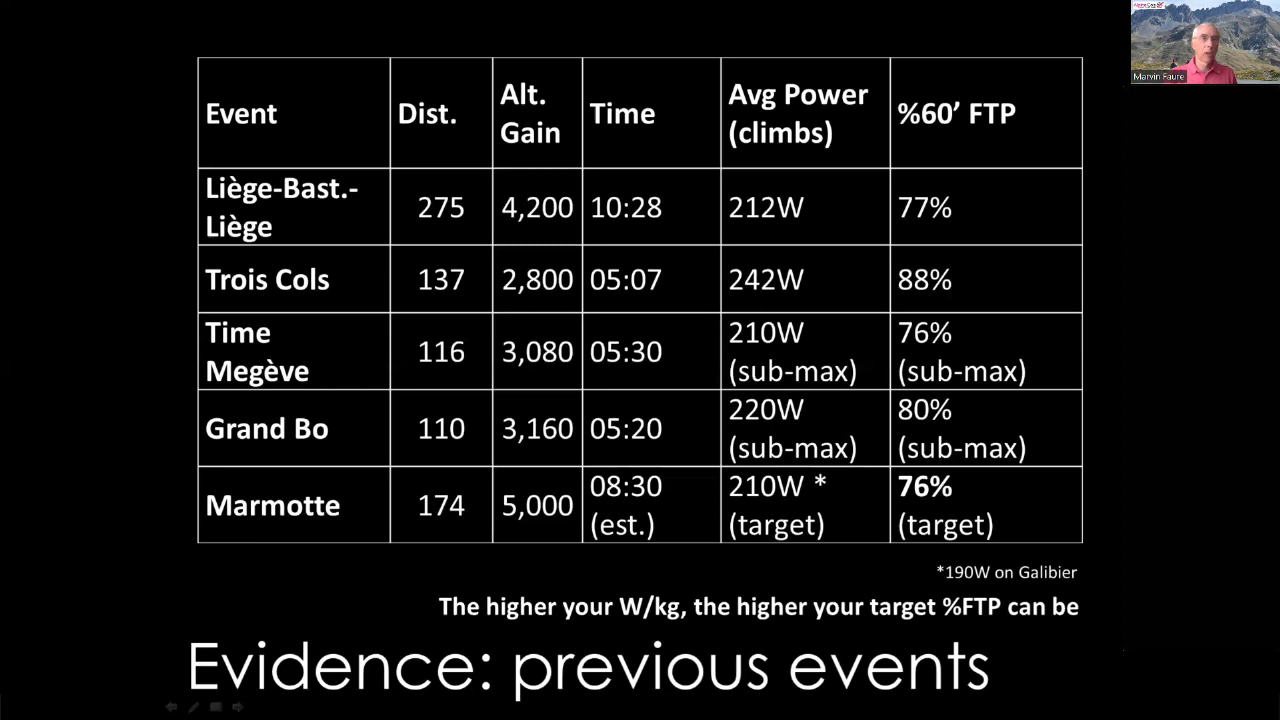 Marvin Faure
Event Dist. Alt. Gain Time Avg Power (climbs) %60’ FTP
Liège-Bast.-Liège 275 4,200 10:28 212W 77%
Trois Cols 137 2,800 05:07 242W 88%
Time Megève 116 3,080 05:30 210W (sub-max) 76% (sub-max)
Grand Bo 110 3,160 05:20 220W (sub-max) 80% (sub-max)
Marmotte 174 5,000 08:30 (est.) 210W * (target) 76% (target)
*190W on Galibier
The higher your W/kg, the higher your target %FTP can be
Evidence: previous events